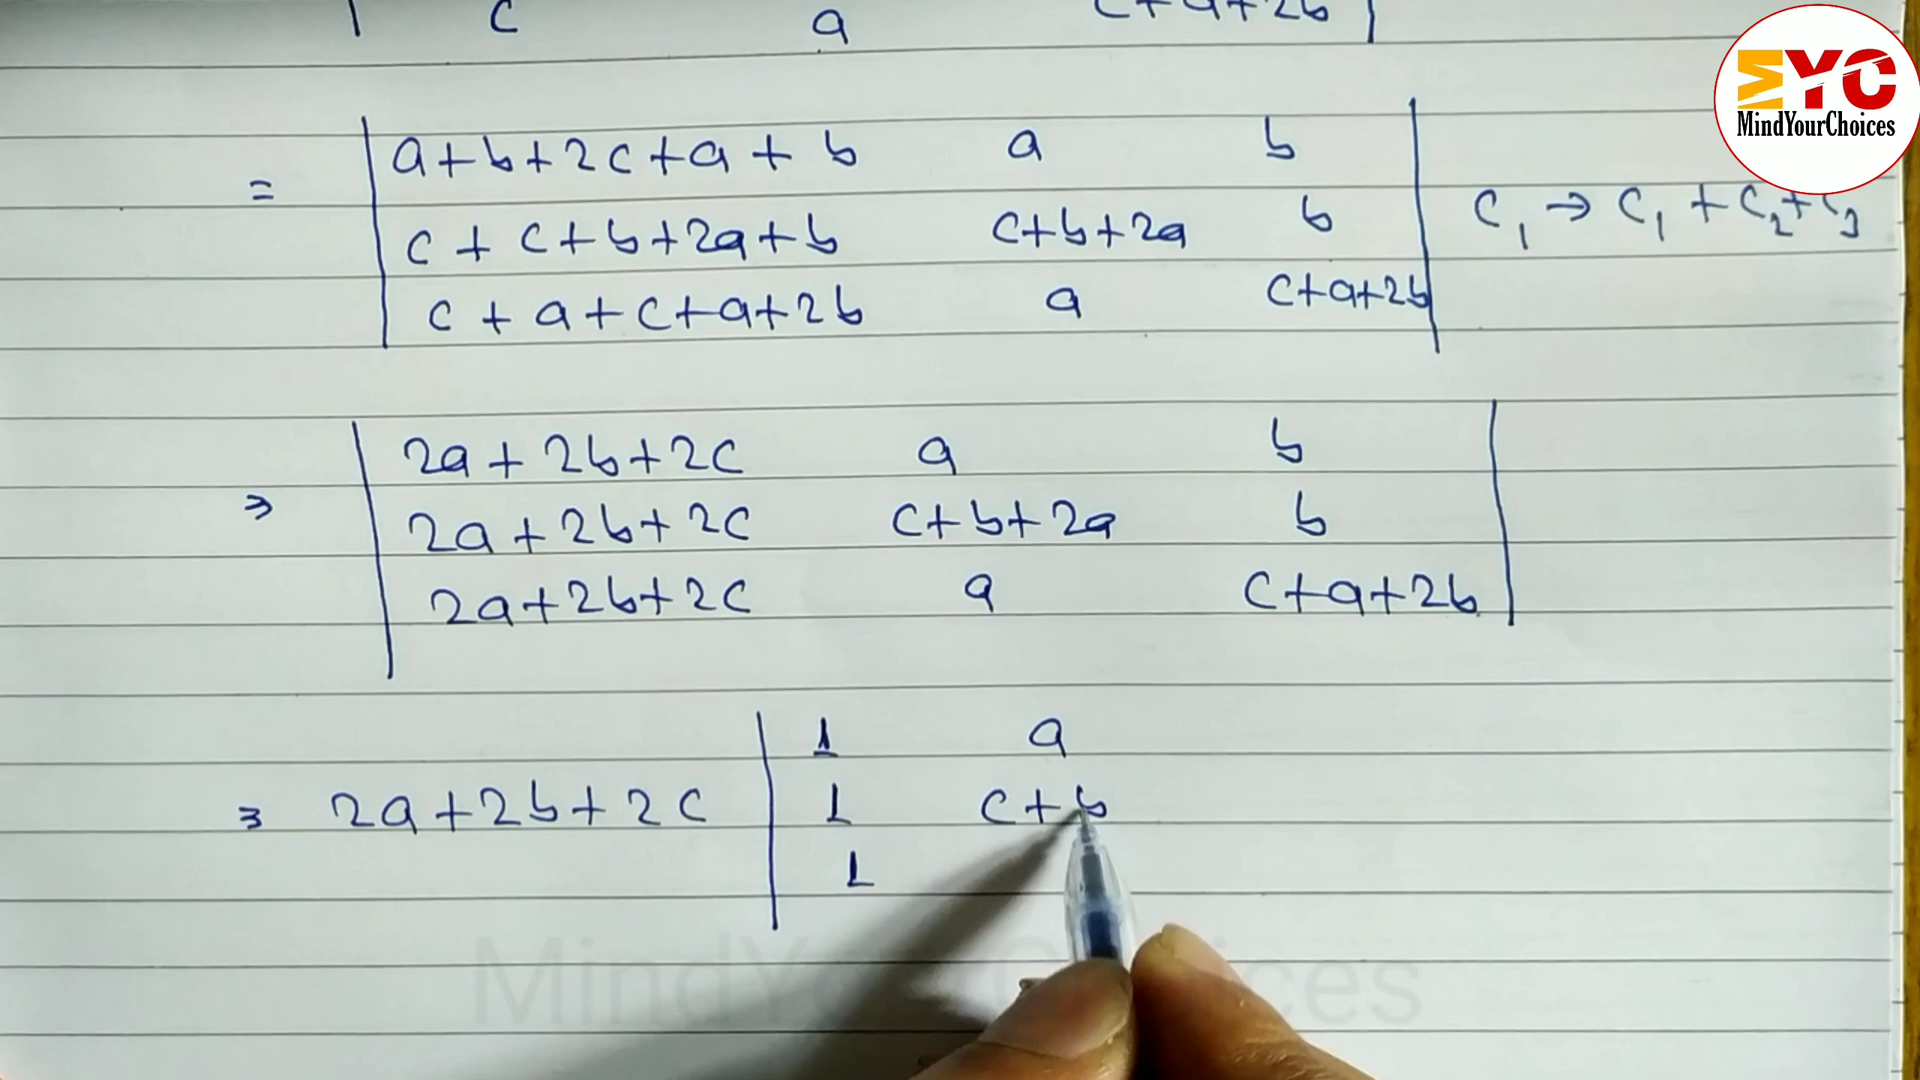 | c a c+a+2b |
MYC
MindYourChoices
| a+b+2c+a+b a b |
= | c+c+b+2a+b c+b+2a b | C₁ → C₁ + C₂ + C₃
| c+a+c+a+2b a c+a+2b |
| 2a+2b+2c a b |
⇒ | 2a+2b+2c c+b+2a b |
| 2a+2b+2c a c+a+2b |
| 1 a
⇒ 2a+2b+2c | 1 c+b
| 1
MindYourChoices